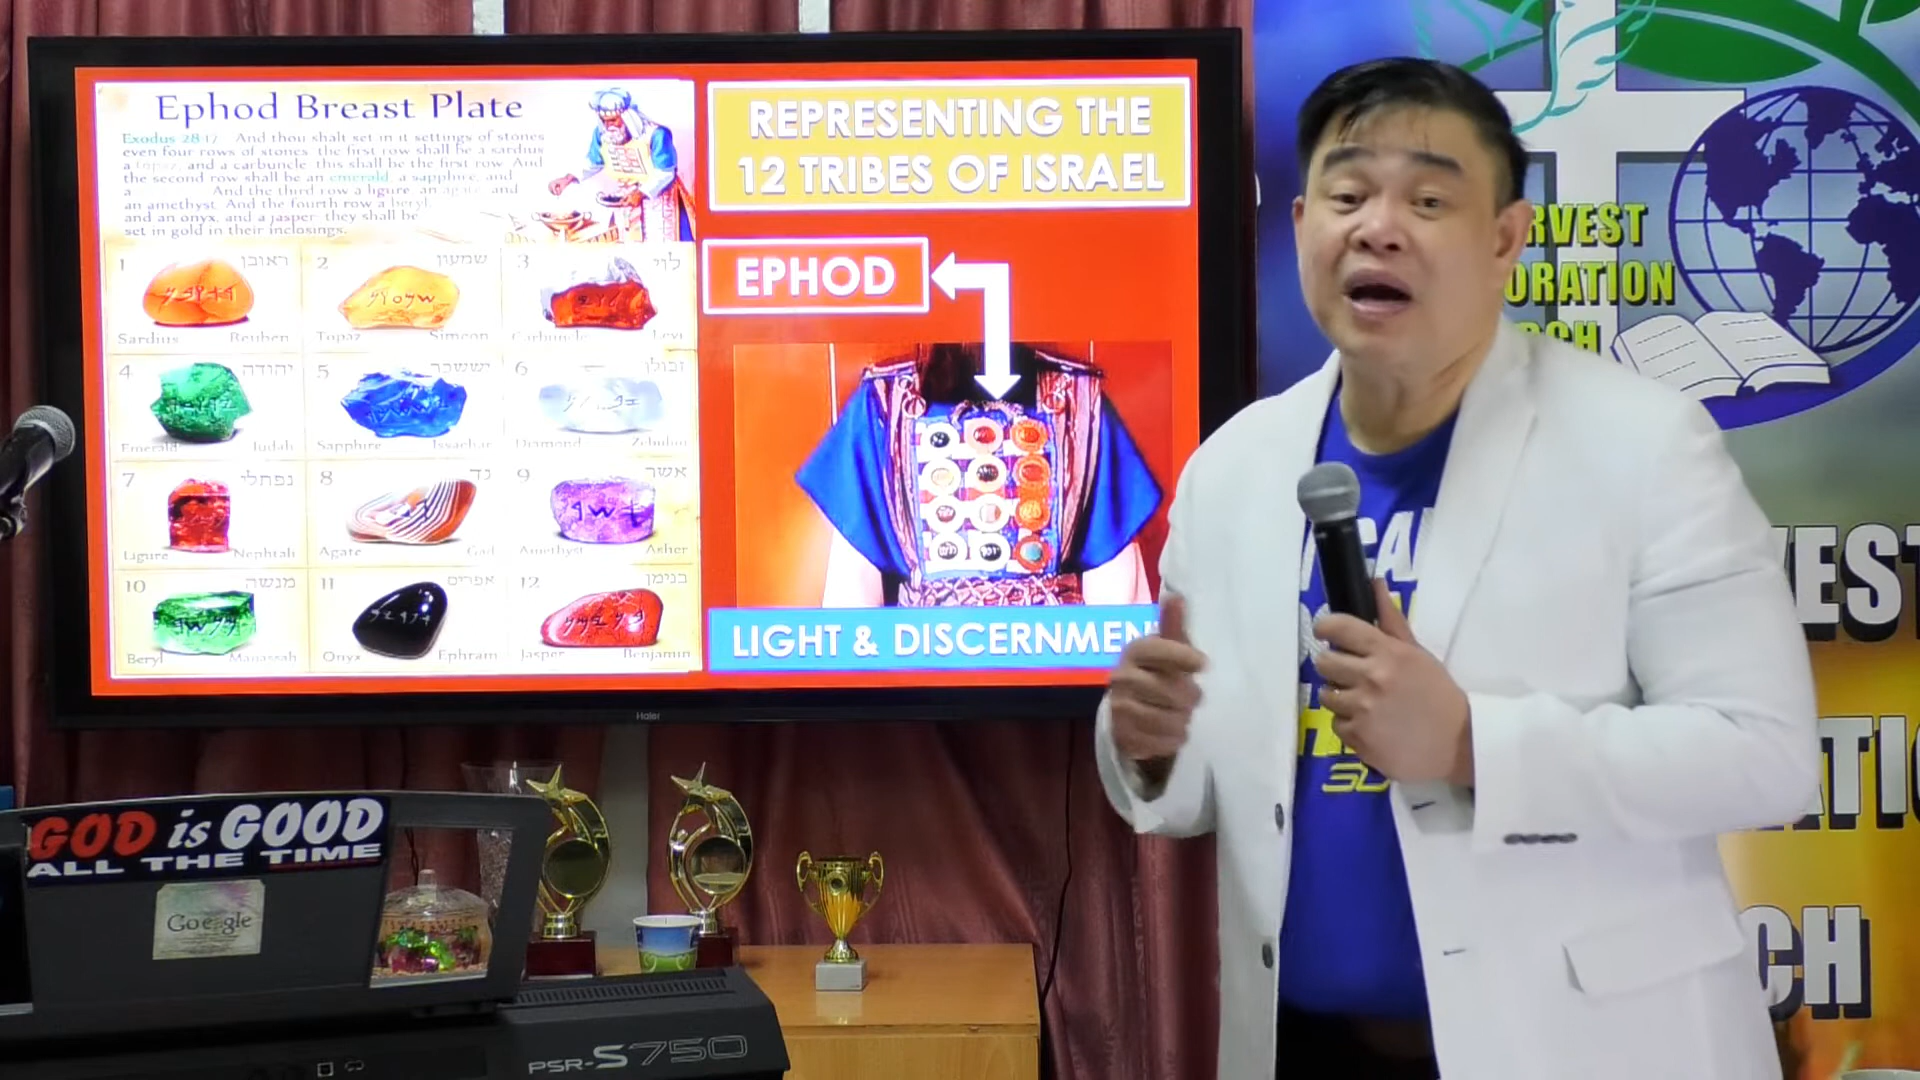 Ephod Breast Plate
Exodus 28:17 And thou shalt set in it settings of stones
even four rows of stones the first row shall be a sardius
a topaz, and a carbuncle this shall be the first row And
the second row shall be an emerald, a sapphire, and
a And the third row a ligure, an agate, and
an amethyst And the fourth row a beryl,
and an onyx, and a jasper they shall be
set in gold in their inclosings.
1 ראובן
Sardius Reuben
2 שמעון
Topaz Simeon
3 לוי
Carbuncle Levi
4 יהודה
Emerald Judah
5 יששכר
Sapphire Issachar
6 זבולן
Diamond Zebulun
7 נפתלי
Ligure Nephtali
8 גד
Agate Gad
9 אשר
Amethyst Asher
10 מנשה
Beryl Manassah
11 אפרים
Onyx Ephram
12 בנימן
Jasper Benjamin
REPRESENTING THE
12 TRIBES OF ISRAEL
EPHOD
LIGHT & DISCERNMEN
Haier
GOD is GOOD
ALL THE TIME
PSR-S750
RVEST
ORATION
CH
VEST
ATI
CH